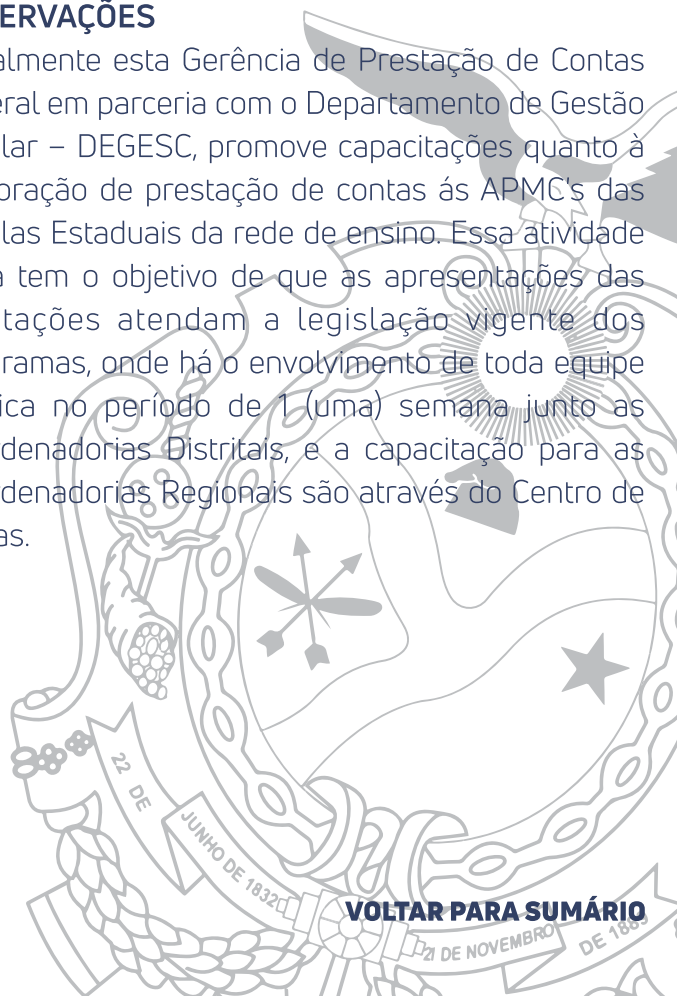 ERVAÇÕES
almente esta Gerência de Prestação de Contas
eral em parceria com o Departamento de Gestão
lar – DEGESC, promove capacitações quanto à
oração de prestação de contas ás APMC's das
las Estaduais da rede de ensino. Essa atividade
a tem o objetivo de que as apresentações das
tações atendam a legislação vigente dos
ramas, onde há o envolvimento de toda equipe
ica no período de 1 (uma) semana junto as
rdenadorias Distritais, e a capacitação para as
rdenadorias Regionais são através do Centro de
as.
22 DE
JUNHO DE 1832
VOLTAR PARA SUMÁRIO
21 DE NOVEMBRO
DE 1889